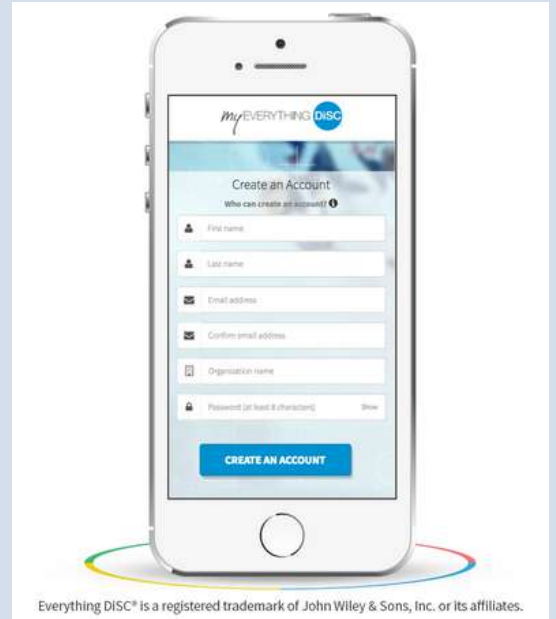 my EVERYTHING DiSC
Create an Account
Who can create an account?
First name
Last name
Email address
Confirm email address
Organization name
Password (at least 8 characters) Show
CREATE AN ACCOUNT
Everything DiSC® is a registered trademark of John Wiley & Sons, Inc. or its affiliates.